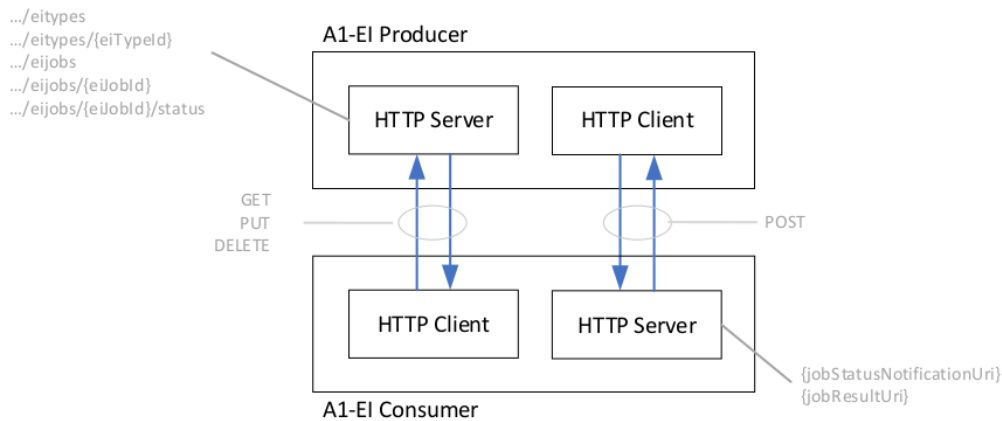 .../eitypes
.../eitypes/{eiTypeId}
.../eijobs
.../eijobs/{eiJobId}
.../eijobs/{eiJobId}/status
A1-EI Producer
HTTP Server
HTTP Client
GET
PUT
DELETE
POST
HTTP Client
HTTP Server
{jobStatusNotificationUri}
{jobResultUri}
A1-EI Consumer